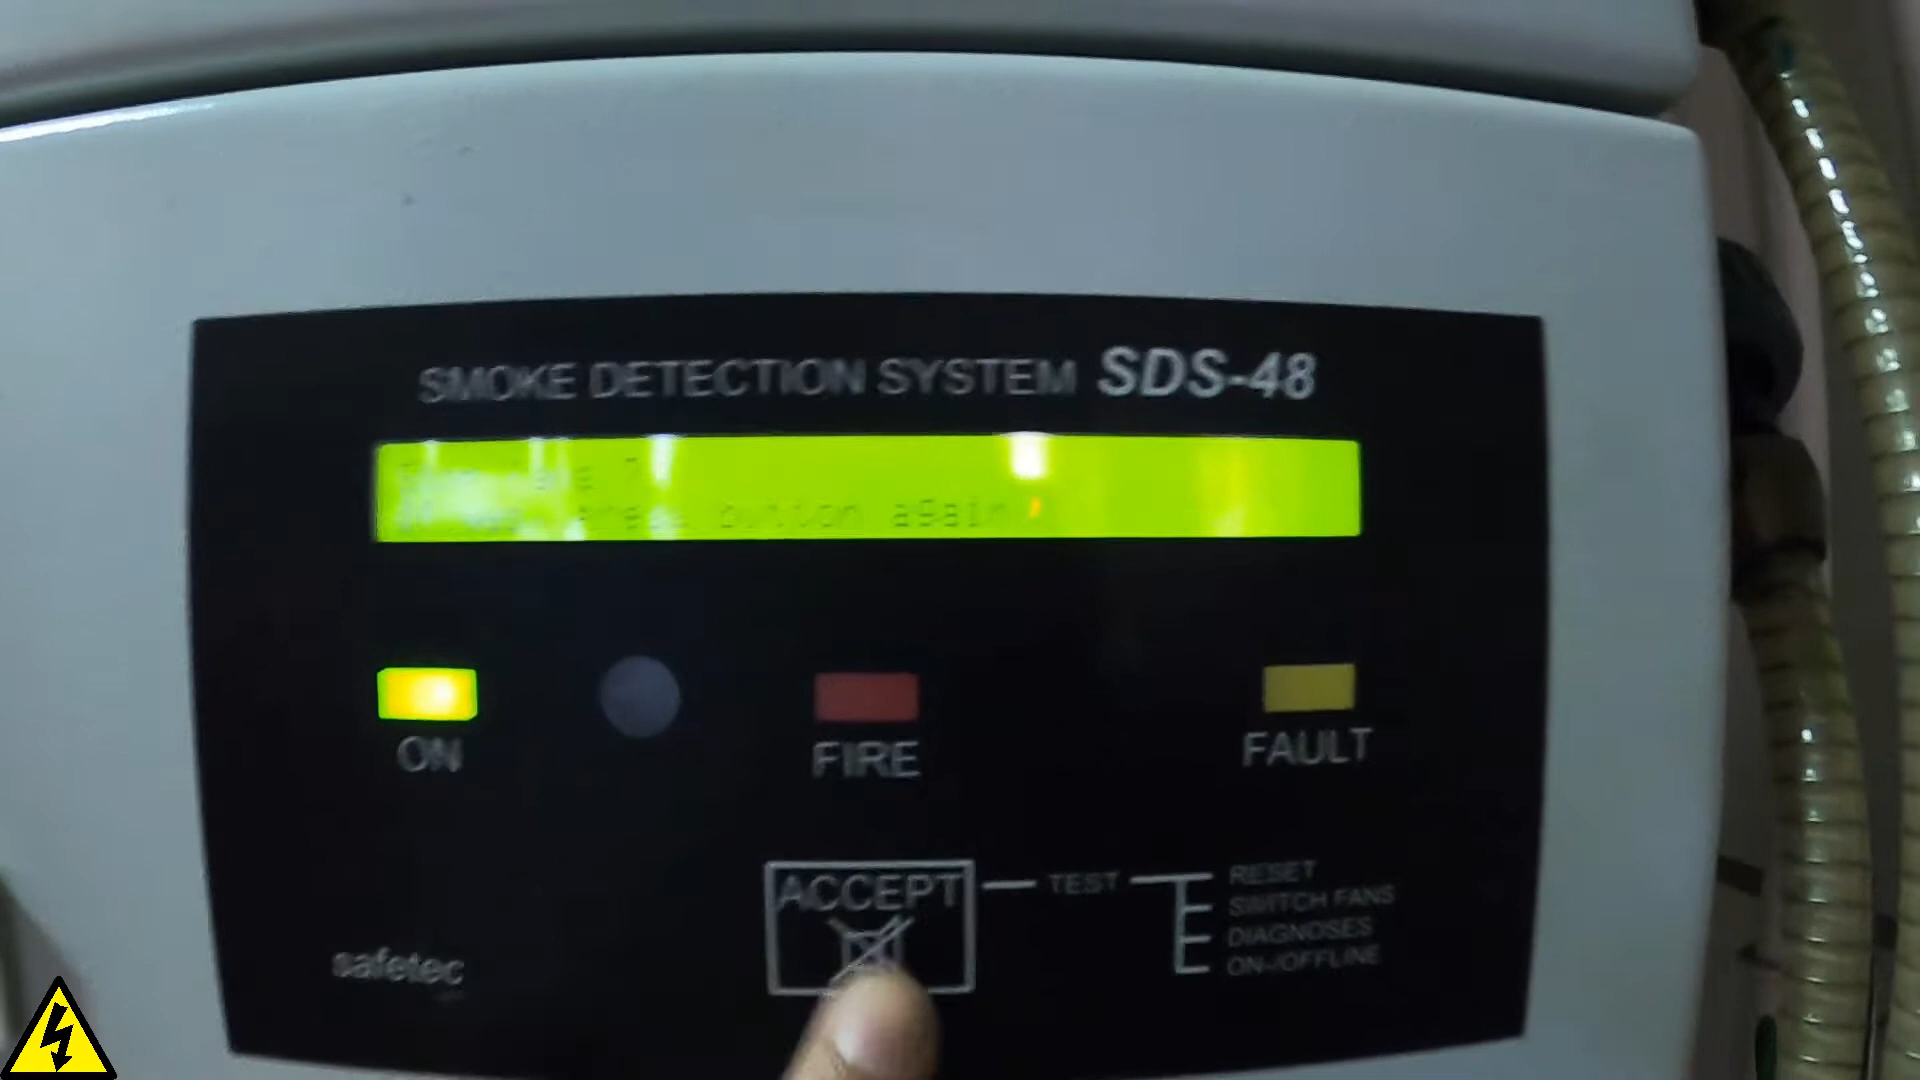 SMOKE DETECTION SYSTEM SDS-48
press button again
ON
FIRE
FAULT
ACCEPT
TEST
RESET
SWITCH FANS
DIAGNOSES
ON-/OFFLINE
safetec